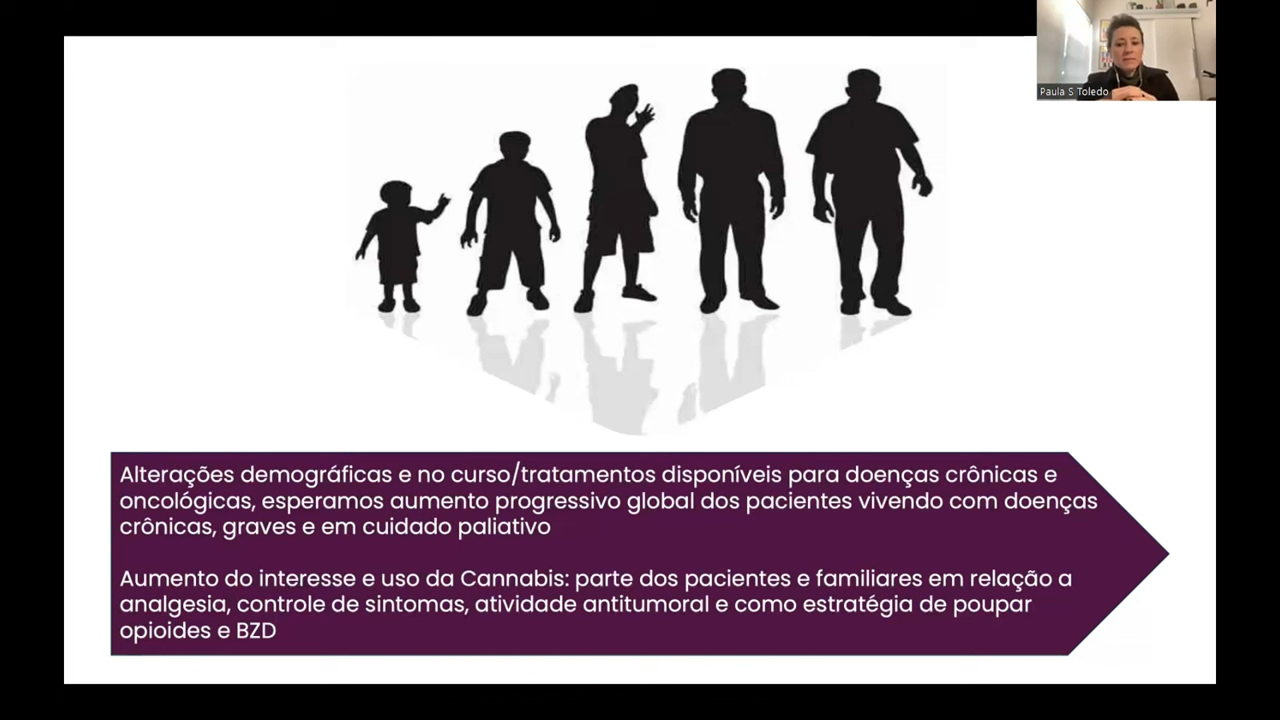 Paula S Toledo
Alterações demográficas e no curso/tratamentos disponíveis para doenças crônicas e
oncológicas, esperamos aumento progressivo global dos pacientes vivendo com doenças
crônicas, graves e em cuidado paliativo
Aumento do interesse e uso da Cannabis: parte dos pacientes e familiares em relação a
analgesia, controle de sintomas, atividade antitumoral e como estratégia de poupar
opioides e BZD